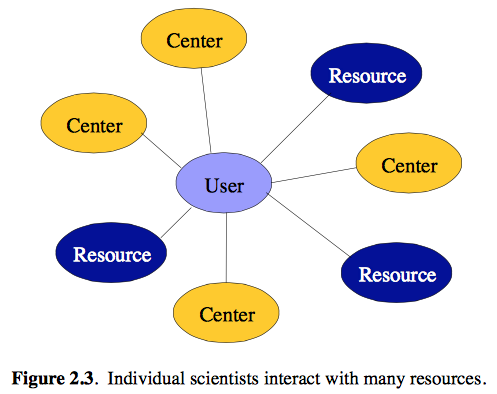 Center
Resource
Center
Center
User
Resource
Resource
Center
Figure 2.3.  Individual scientists interact with many resources.